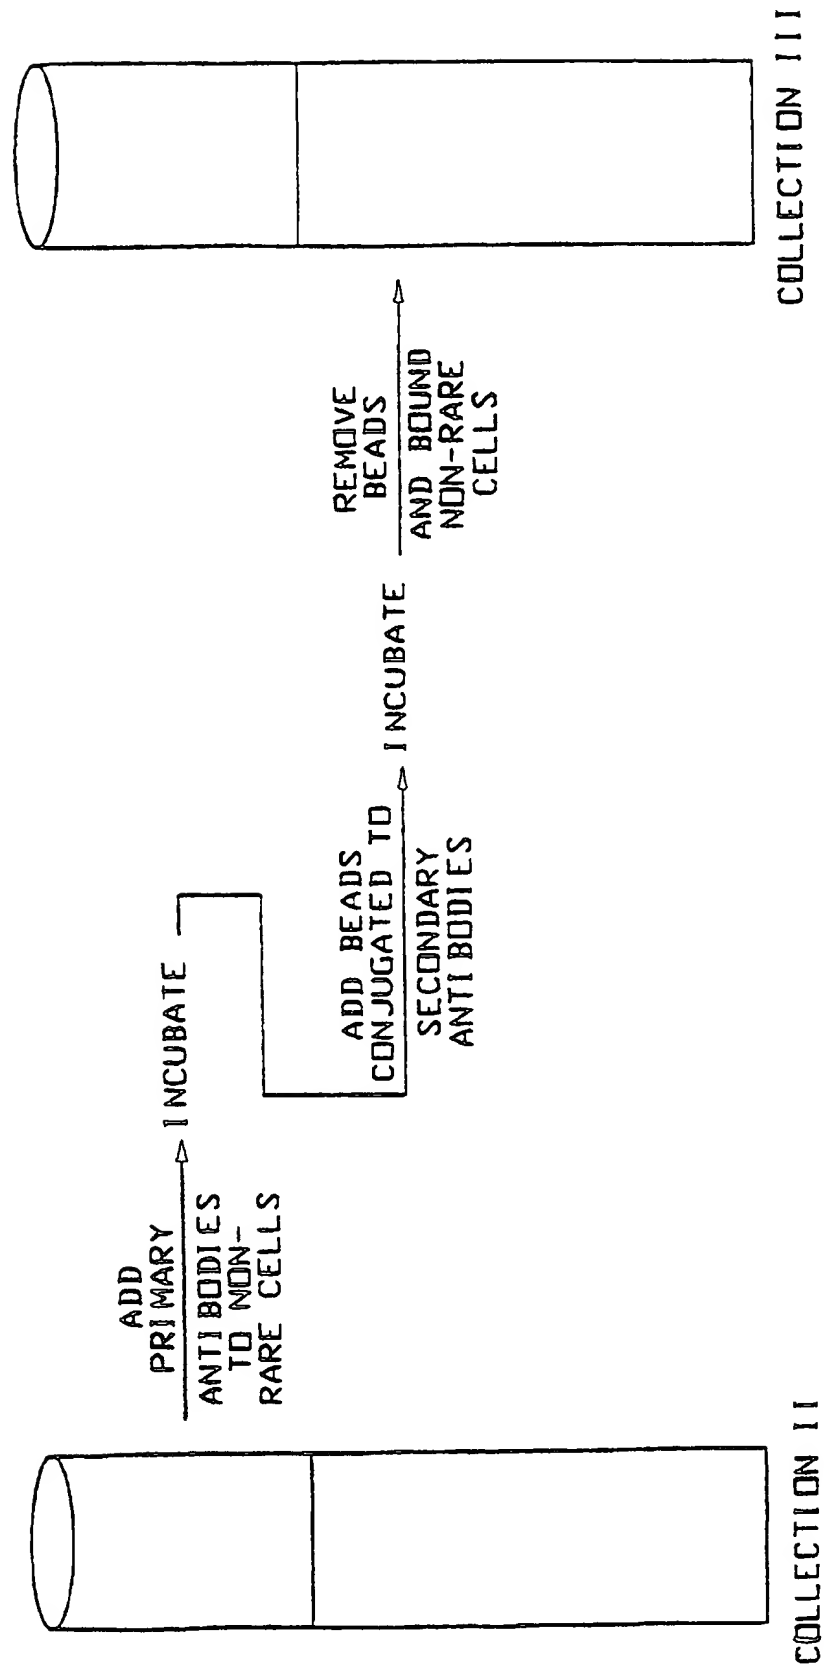 ADD
PRIMARY
ANTIBODIES
TO NON-
RARE CELLS
INCUBATE
ADD BEADS
CONJUGATED TO
SECONDARY
ANTIBODIES
INCUBATE
REMOVE
BEADS
AND BOUND
NON-RARE
CELLS
COLLECTION II
COLLECTION III